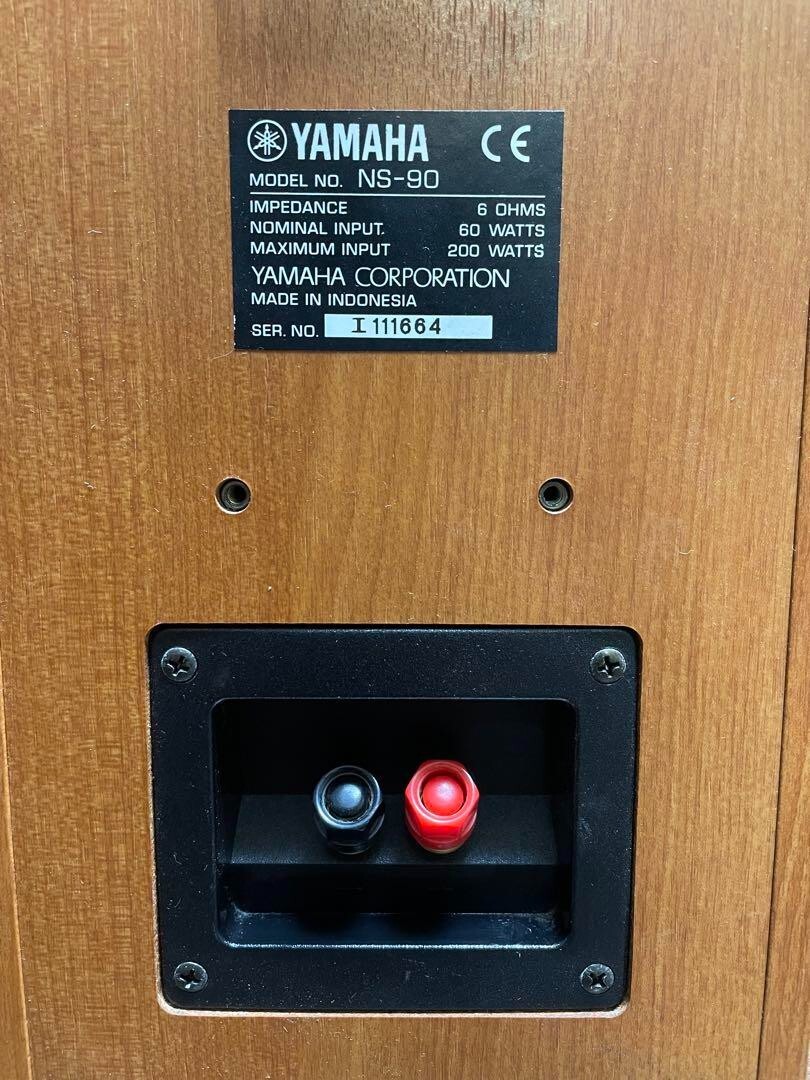 YAMAHA CE
MODEL NO. NS-90
IMPEDANCE 6 OHMS
NOMINAL INPUT. 60 WATTS
MAXIMUM INPUT 200 WATTS
YAMAHA CORPORATION
MADE IN INDONESIA
SER. NO. I 111664